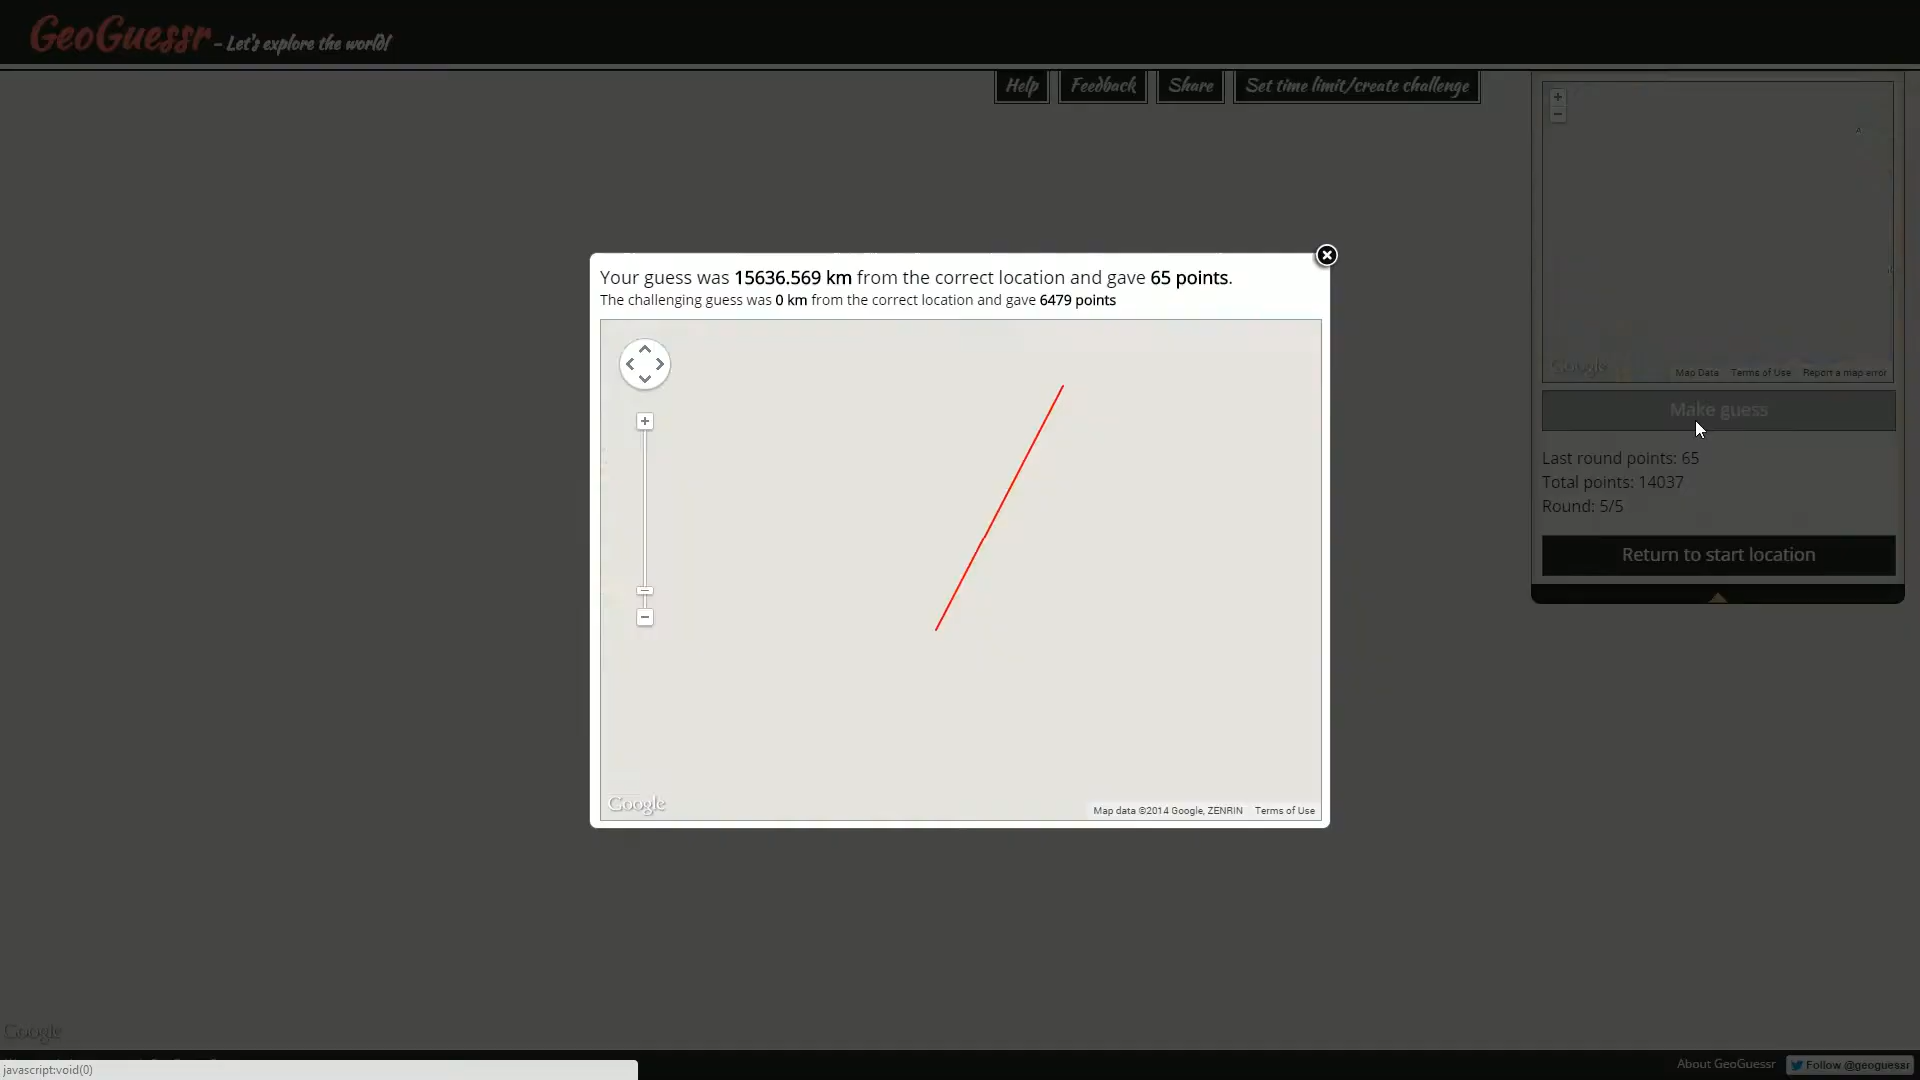 GeoGuessr - Let's explore the world!
Help
Feedback
Share
Set time limit/create challenge
+
−
Google
Map Data
Terms of Use
Report a map error
Your guess was 15636.569 km from the correct location and gave 65 points.
The challenging guess was 0 km from the correct location and gave 6479 points
+
−
Google
Map data ©2014 Google, ZENRIN
Terms of Use
Make guess
Last round points: 65
Total points: 14037
Round: 5/5
Return to start location
Google
javascript:void(0)
About GeoGuessr
Follow @geoguessr